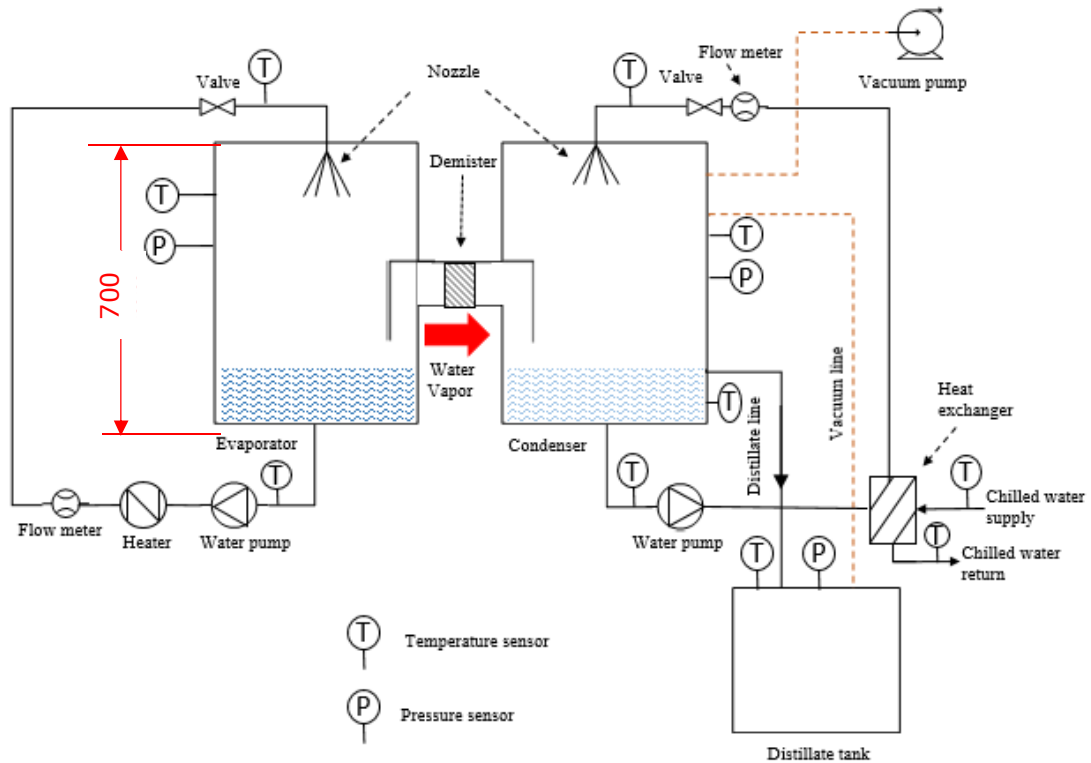 T
Nozzle
T
Flow meter
Valve
Valve
Vacuum pump
Demister
T
P
T
P
700
Water
Vapor
T
Evaporator
Condenser
Distillate line
Vacuum line
Heat
exchanger
T
T
T
Chilled water
supply
Flow meter
Heater
Water pump
Water pump
T
P
T
Chilled water
return
T
Temperature sensor
P
Pressure sensor
Distillate tank